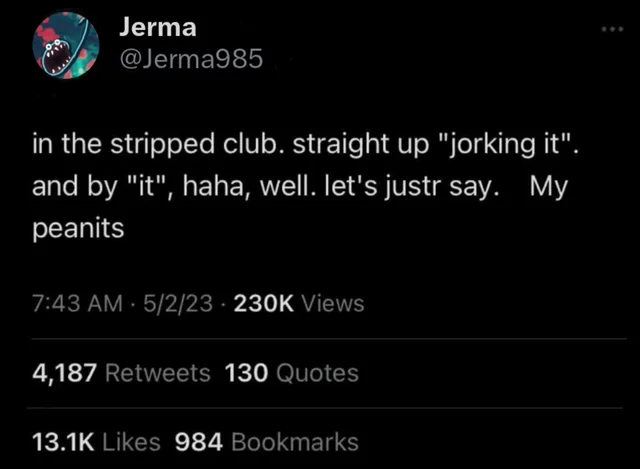 Jerma
@Jerma985
in the stripped club. straight up "jorking it".
and by "it", haha, well. let's justr say. My
peanits
7:43 AM · 5/2/23 · 230K Views
4,187 Retweets 130 Quotes
13.1K Likes 984 Bookmarks